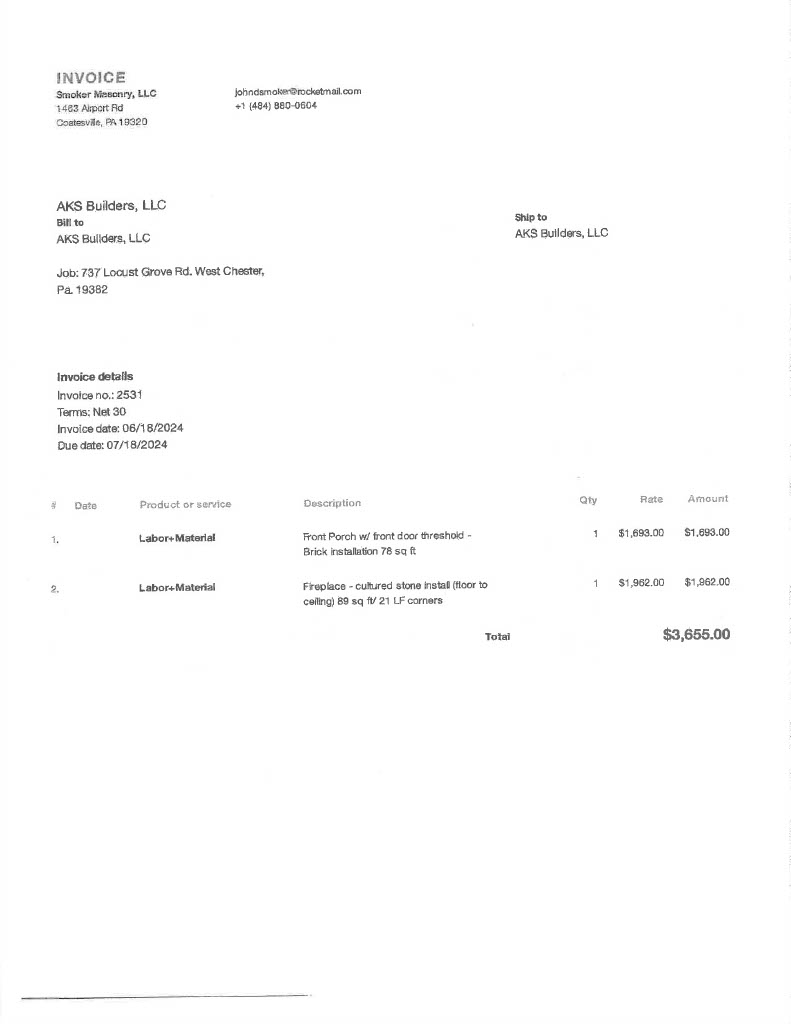 INVOICE
Smoker Masonry, LLC
1463 Airport Rd
Coatesville, PA 19320
johndsmoker@rocketmail.com
+1 (484) 880-0604
AKS Builders, LLC
Bill to
AKS Builders, LLC
Ship to
AKS Builders, LLC
Job: 737 Locust Grove Rd. West Chester,
Pa. 19382
Invoice details
Invoice no.: 2531
Terms: Net 30
Invoice date: 06/18/2024
Due date: 07/18/2024
# Date Product or service Description Qty Rate Amount
1. Labor+Material Front Porch w/ front door threshold - 1 $1,693.00 $1,693.00
Brick installation 78 sq ft
2. Labor+Material Fireplace - cultured stone install (floor to 1 $1,962.00 $1,962.00
ceiling) 89 sq ft/ 21 LF corners
Total $3,655.00